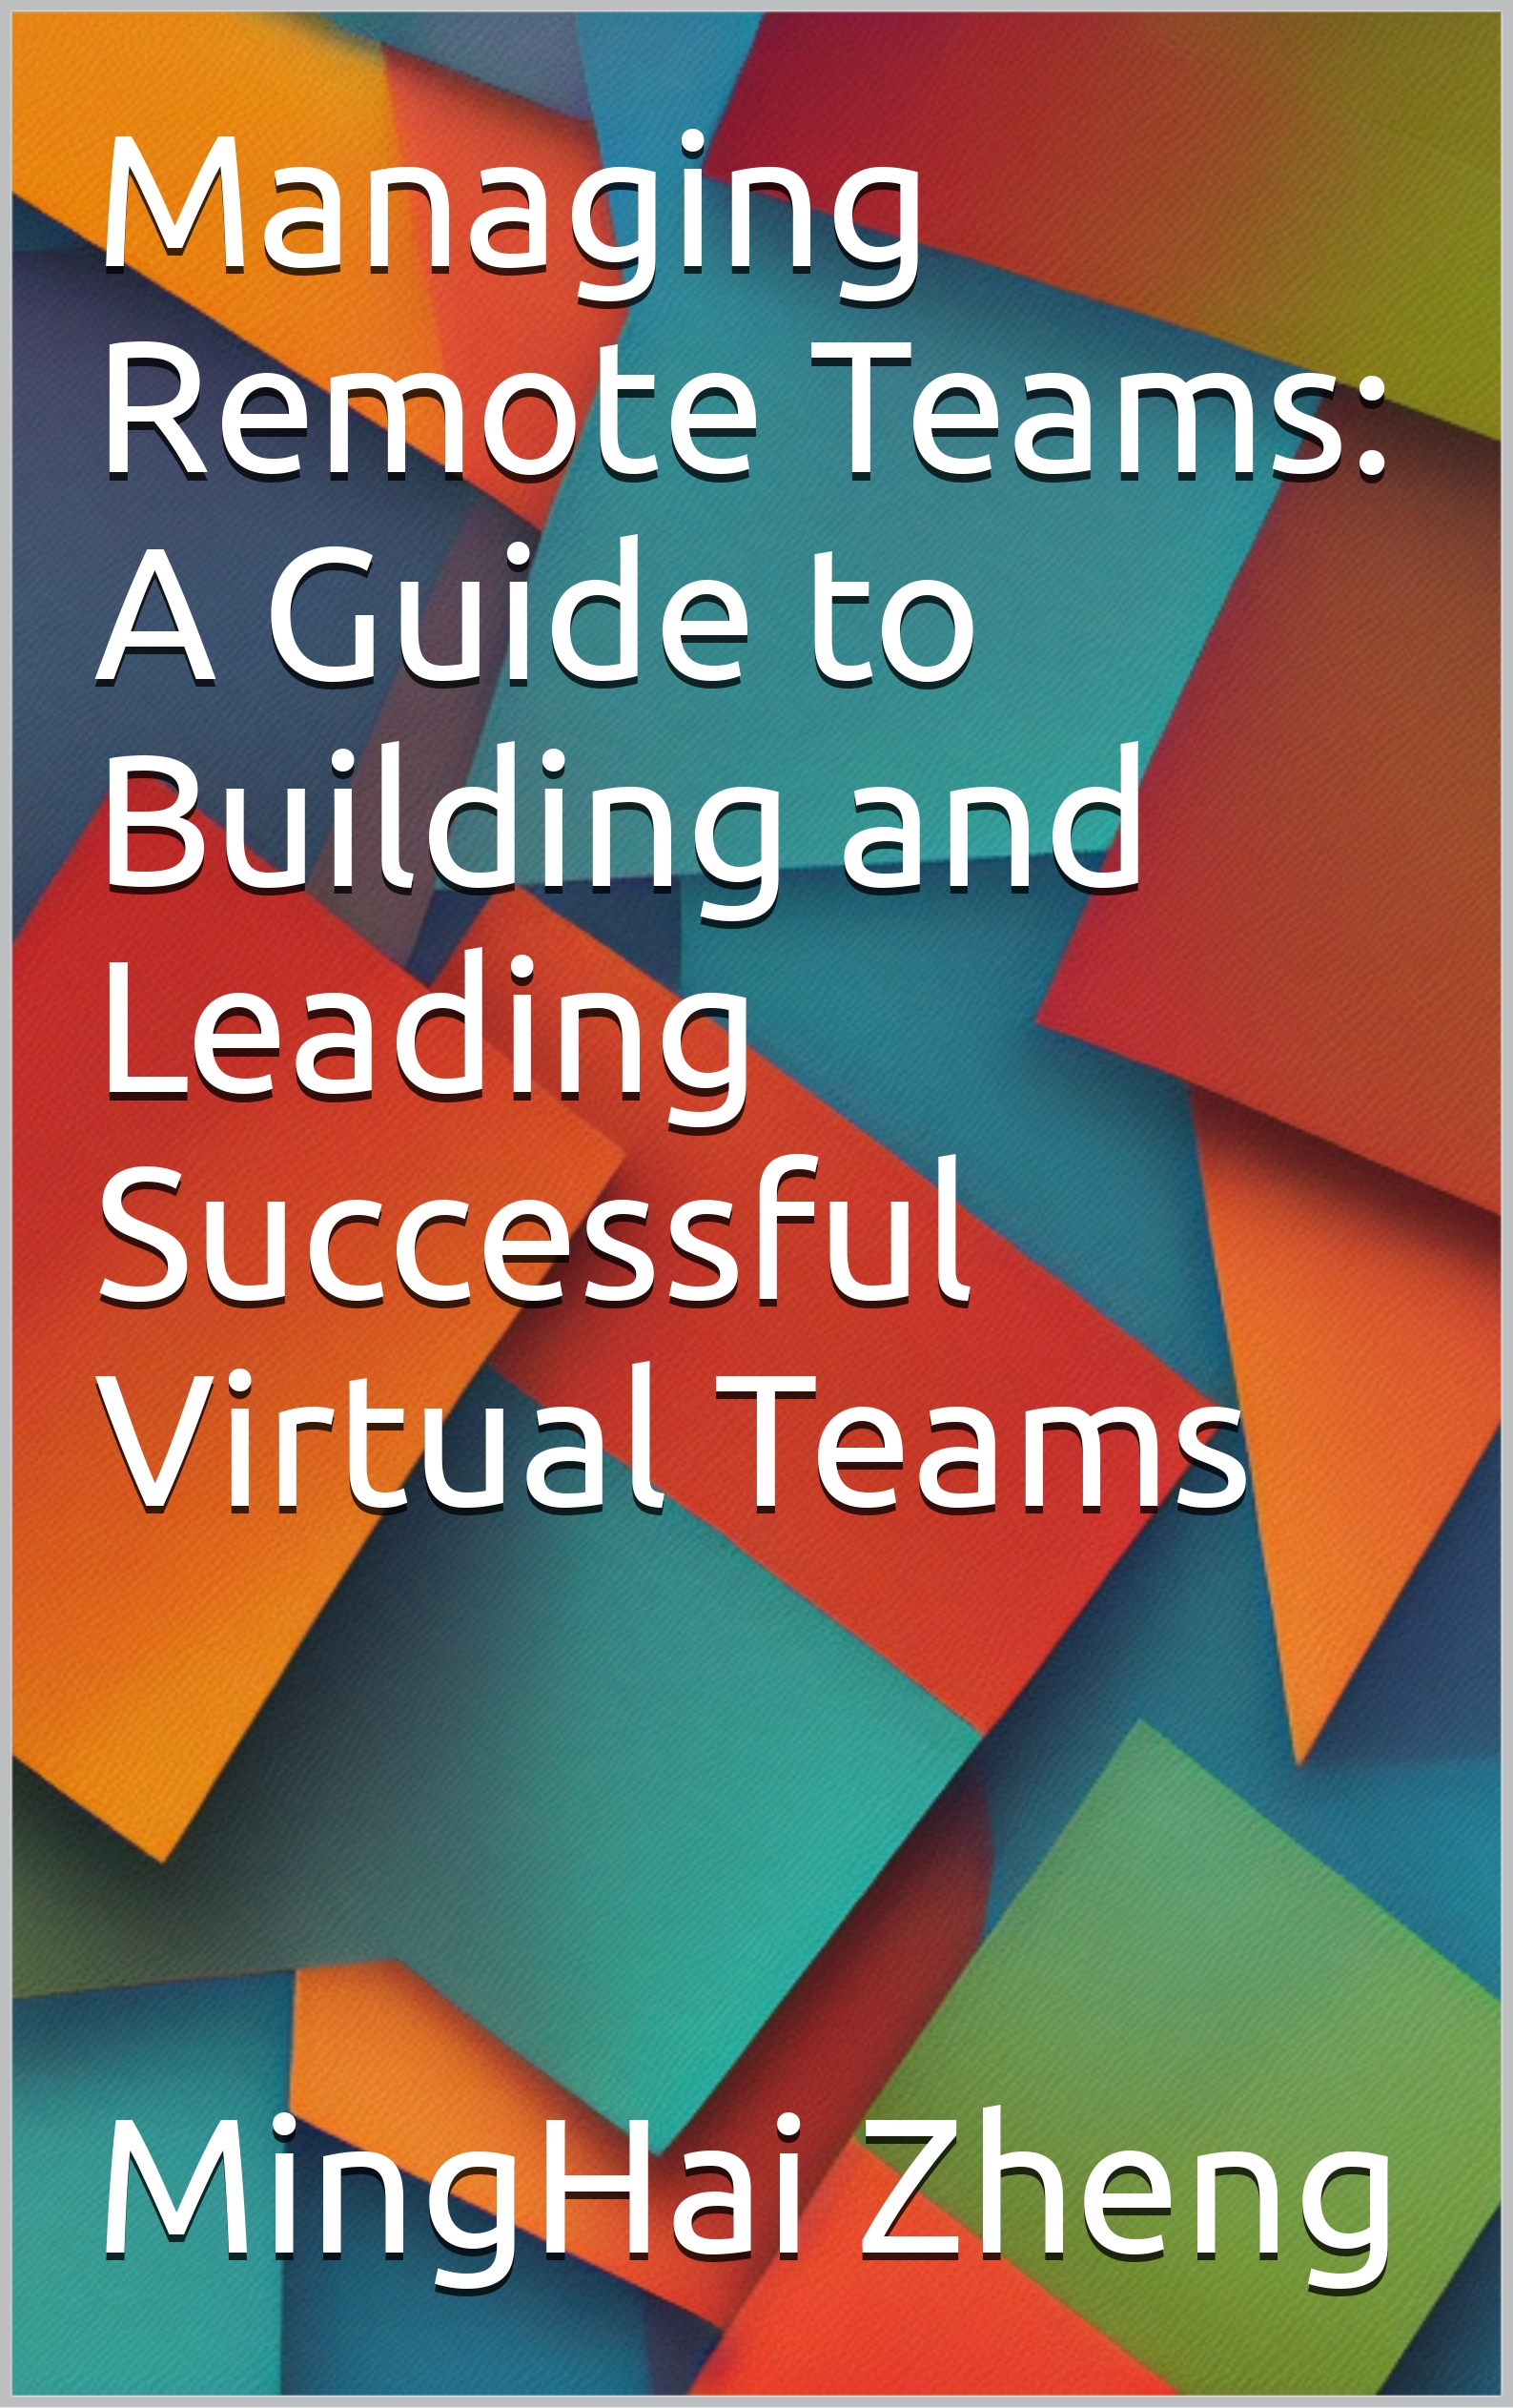 Managing
Remote Teams:
A Guide to
Building and
Leading
Successful
Virtual Teams
MingHai Zheng